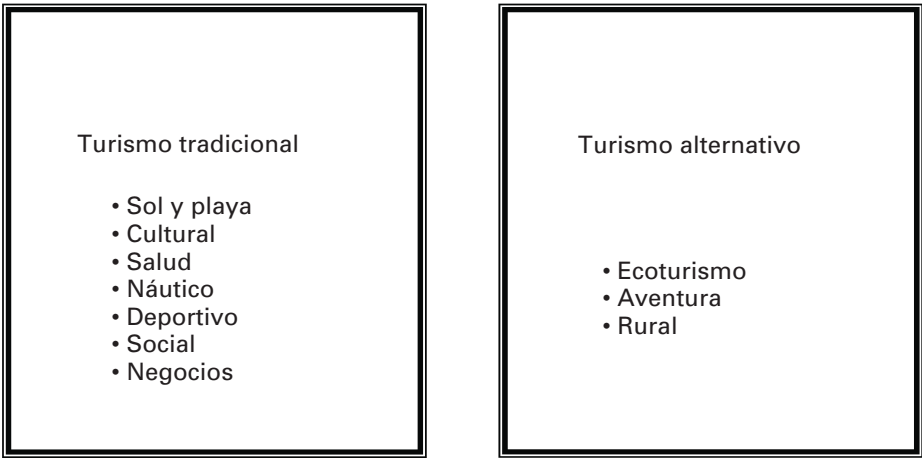 Turismo tradicional
• Sol y playa
• Cultural
• Salud
• Náutico
• Deportivo
• Social
• Negocios
Turismo alternativo
• Ecoturismo
• Aventura
• Rural